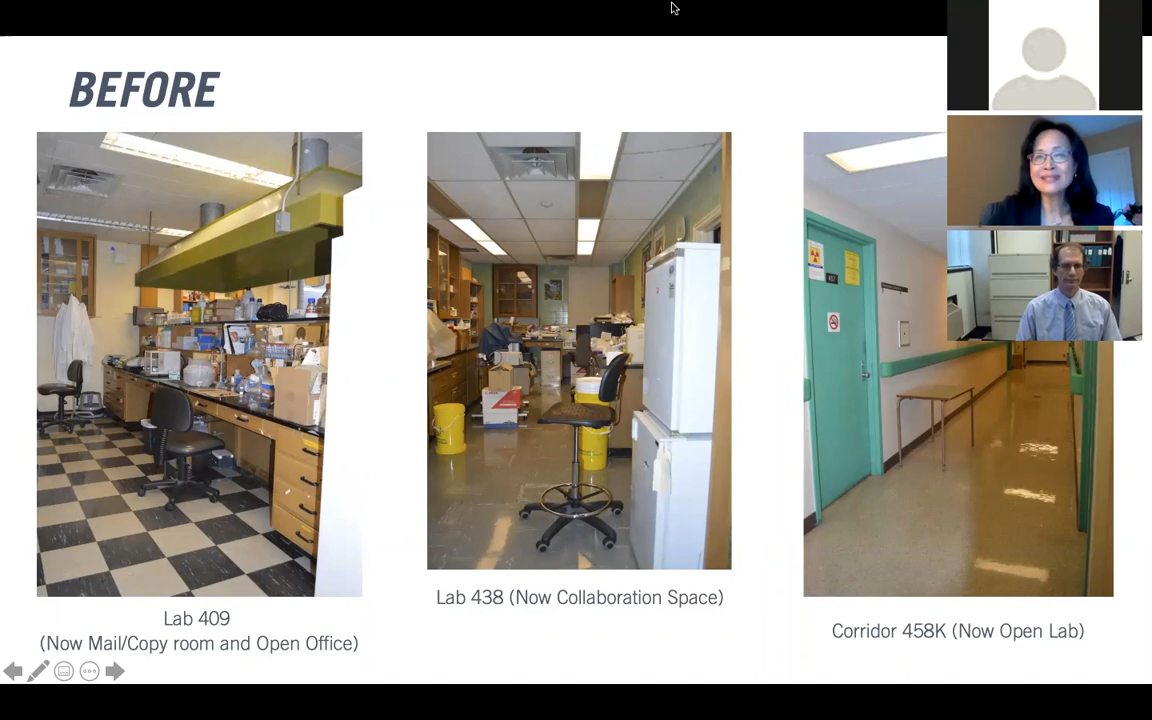 BEFORE
Lab 409
(Now Mail/Copy room and Open Office)
Lab 438 (Now Collaboration Space)
Corridor 458K (Now Open Lab)